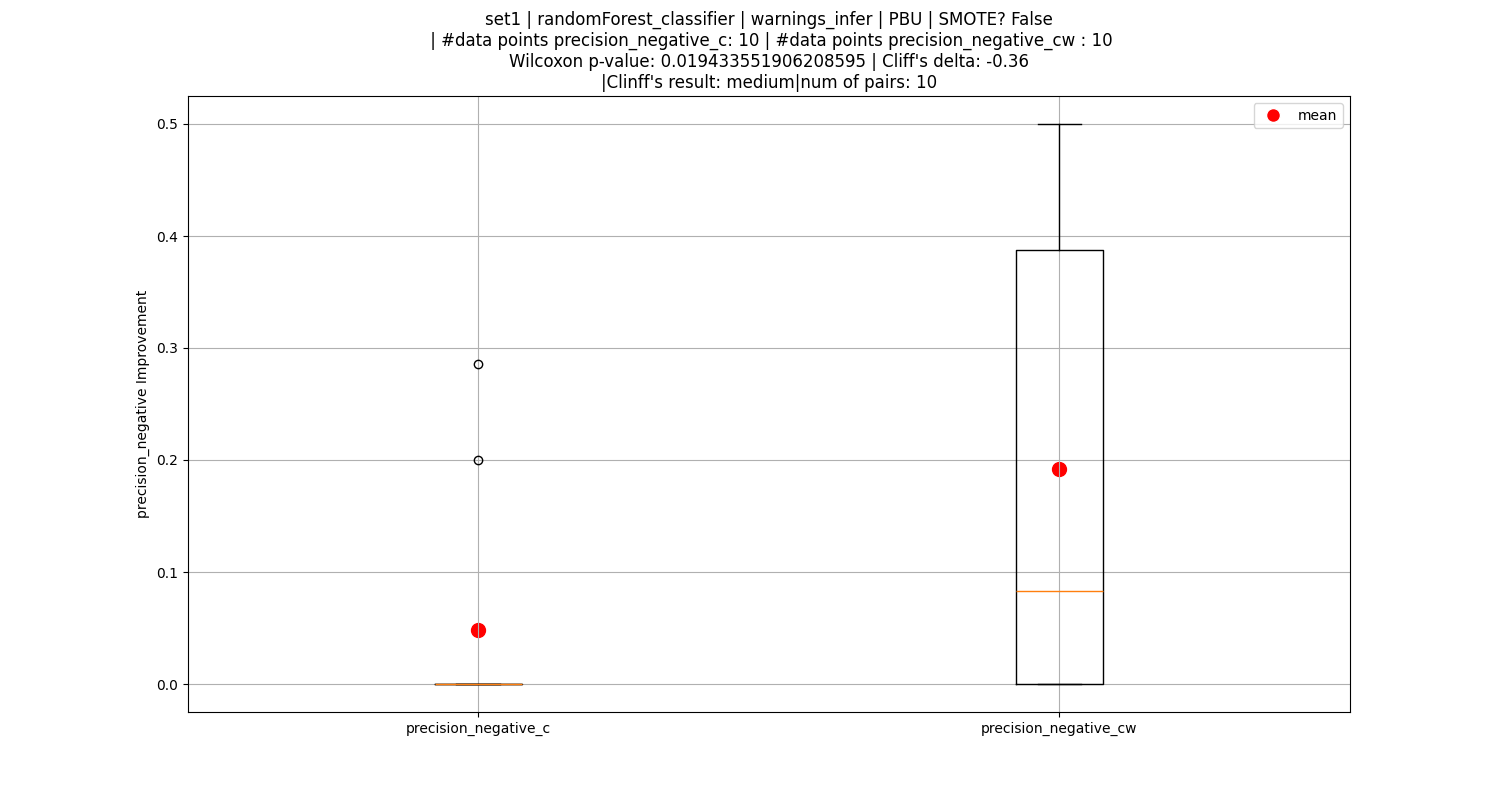 set1 | randomForest_classifier | warnings_infer | PBU | SMOTE? False
| #data points precision_negative_c: 10 | #data points precision_negative_cw : 10
Wilcoxon p-value: 0.019433551906208595 | Cliff's delta: -0.36
|Clinff's result: medium|num of pairs: 10
mean
0.5
0.4
0.3
0.2
0.1
0.0
precision_negative Improvement
precision_negative_c
precision_negative_cw